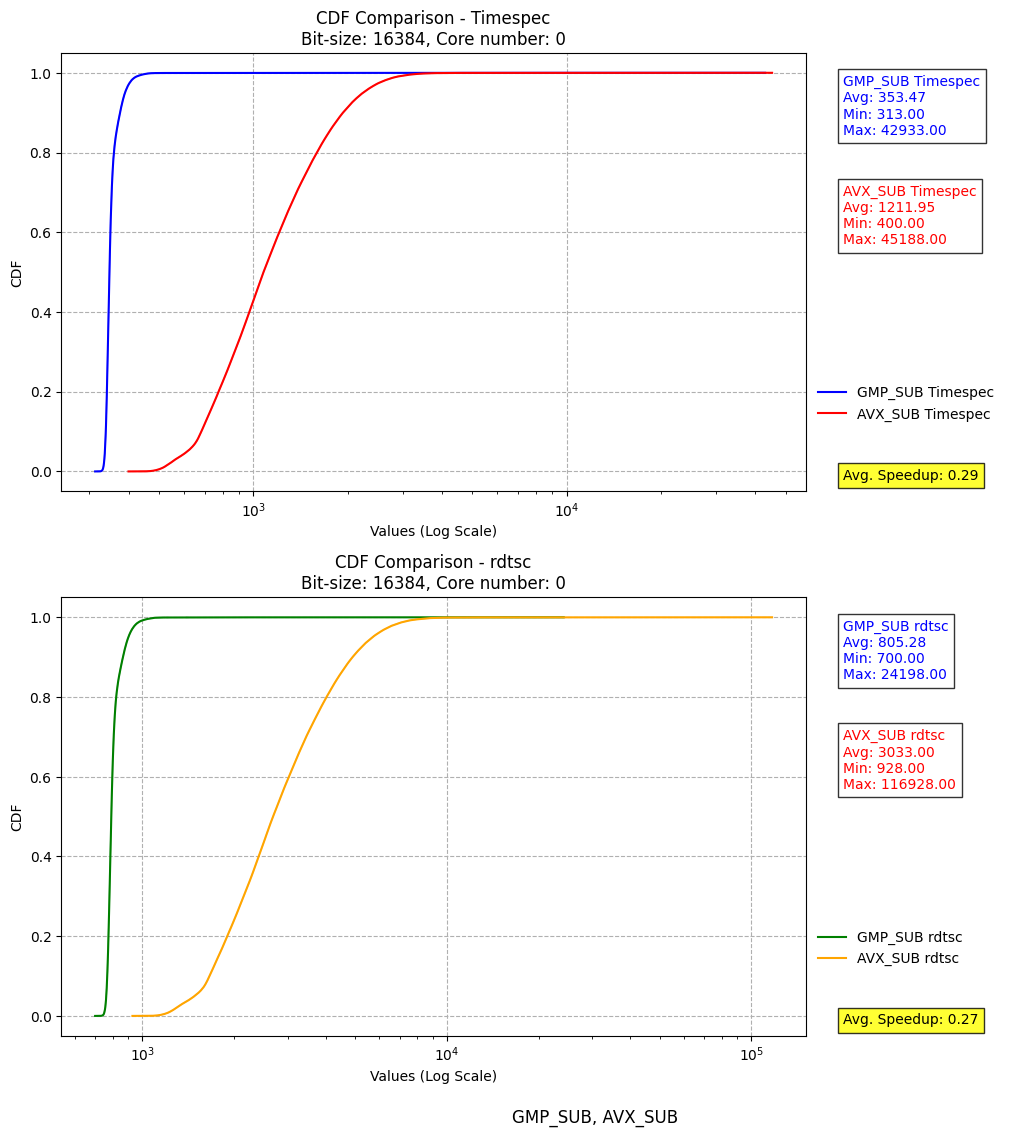 CDF Comparison - Timespec
Bit-size: 16384, Core number: 0
CDF
1.0
0.8
0.6
0.4
0.2
0.0
10³
10⁴
Values (Log Scale)
GMP_SUB Timespec
Avg: 353.47
Min: 313.00
Max: 42933.00
AVX_SUB Timespec
Avg: 1211.95
Min: 400.00
Max: 45188.00
GMP_SUB Timespec
AVX_SUB Timespec
Avg. Speedup: 0.29
CDF Comparison - rdtsc
Bit-size: 16384, Core number: 0
CDF
1.0
0.8
0.6
0.4
0.2
0.0
10³
10⁴
10⁵
Values (Log Scale)
GMP_SUB rdtsc
Avg: 805.28
Min: 700.00
Max: 24198.00
AVX_SUB rdtsc
Avg: 3033.00
Min: 928.00
Max: 116928.00
GMP_SUB rdtsc
AVX_SUB rdtsc
Avg. Speedup: 0.27
GMP_SUB, AVX_SUB